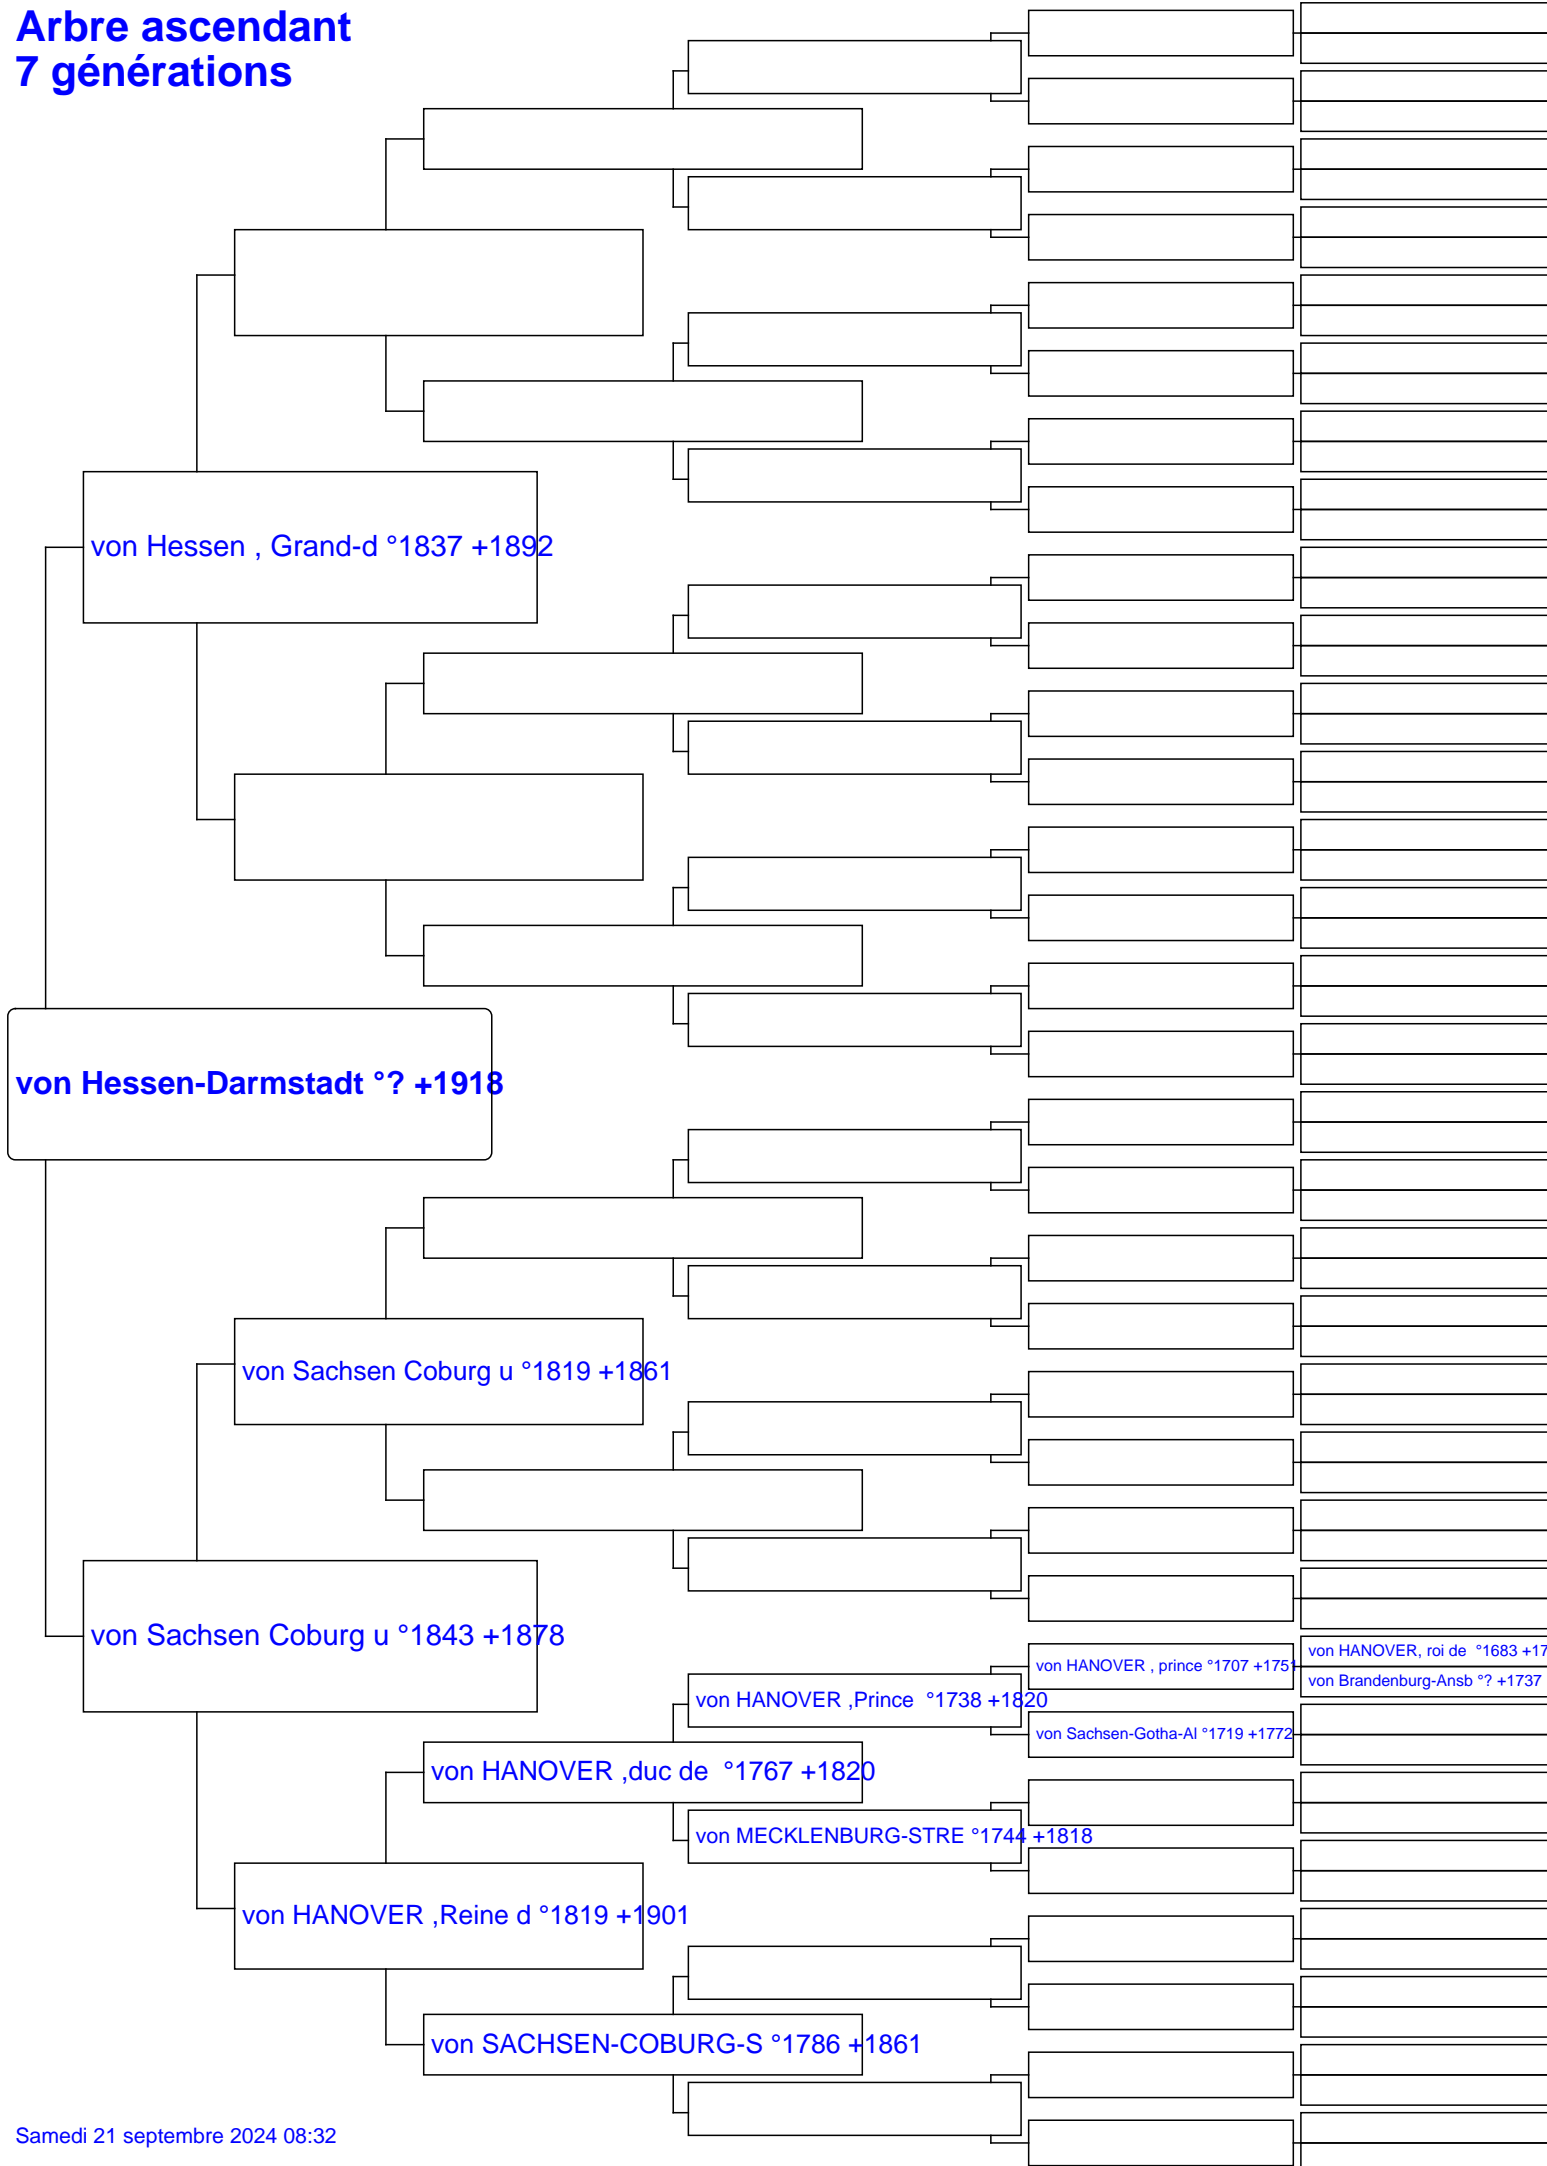 Arbre ascendant
7 générations
von Hessen , Grand-d °1837 +1892
von Hessen-Darmstadt °? +1918
von Sachsen Coburg u °1819 +1861
von Sachsen Coburg u °1843 +1878
von HANOVER, roi de °1683 +17
von HANOVER , prince °1707 +1751
von Brandenburg-Ansb °? +1737
von HANOVER ,Prince °1738 +1820
von Sachsen-Gotha-Al °1719 +1772
von HANOVER ,duc de °1767 +1820
von MECKLENBURG-STRE °1744 +1818
von HANOVER ,Reine d °1819 +1901
von SACHSEN-COBURG-S °1786 +1861
Samedi 21 septembre 2024 08:32